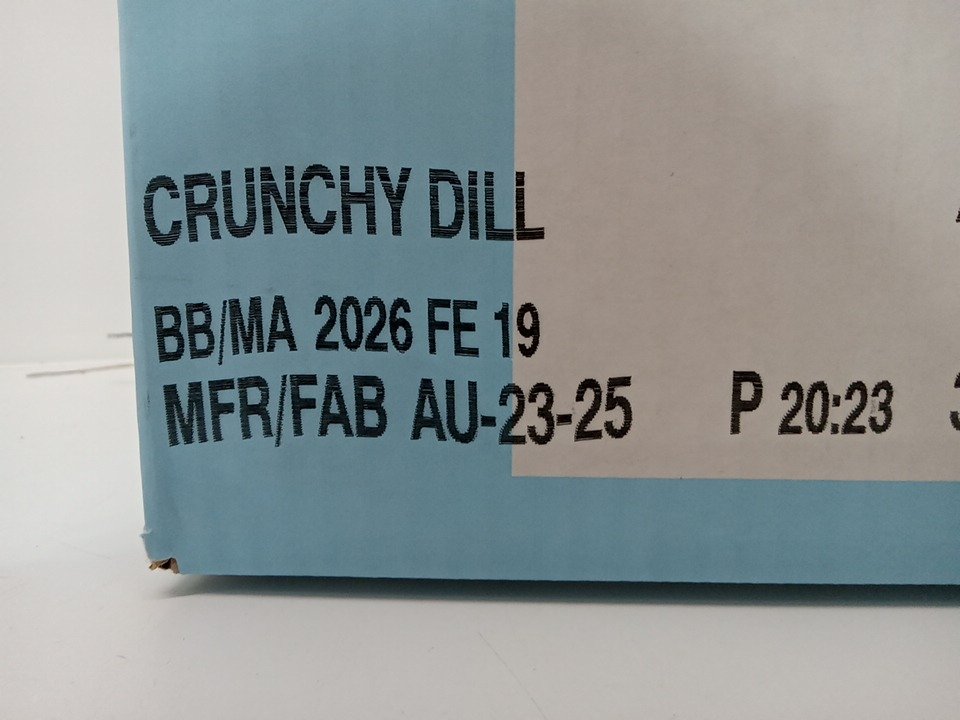 CRUNCHY DILL
BB/MA 2026 FE 19
MFR/FAB AU-23-25 P 20:23